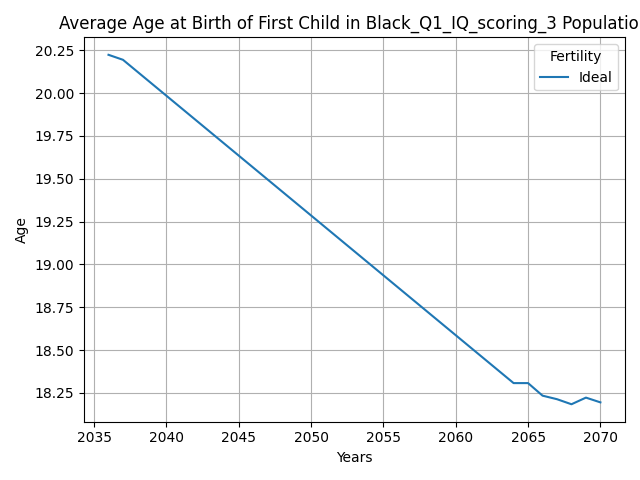 Average Age at Birth of First Child in Black_Q1_IQ_scoring_3 Populatio
Fertility
Ideal
20.25
20.00
19.75
19.50
19.25
19.00
18.75
18.50
18.25
Age
2035 2040 2045 2050 2055 2060 2065 2070
Years